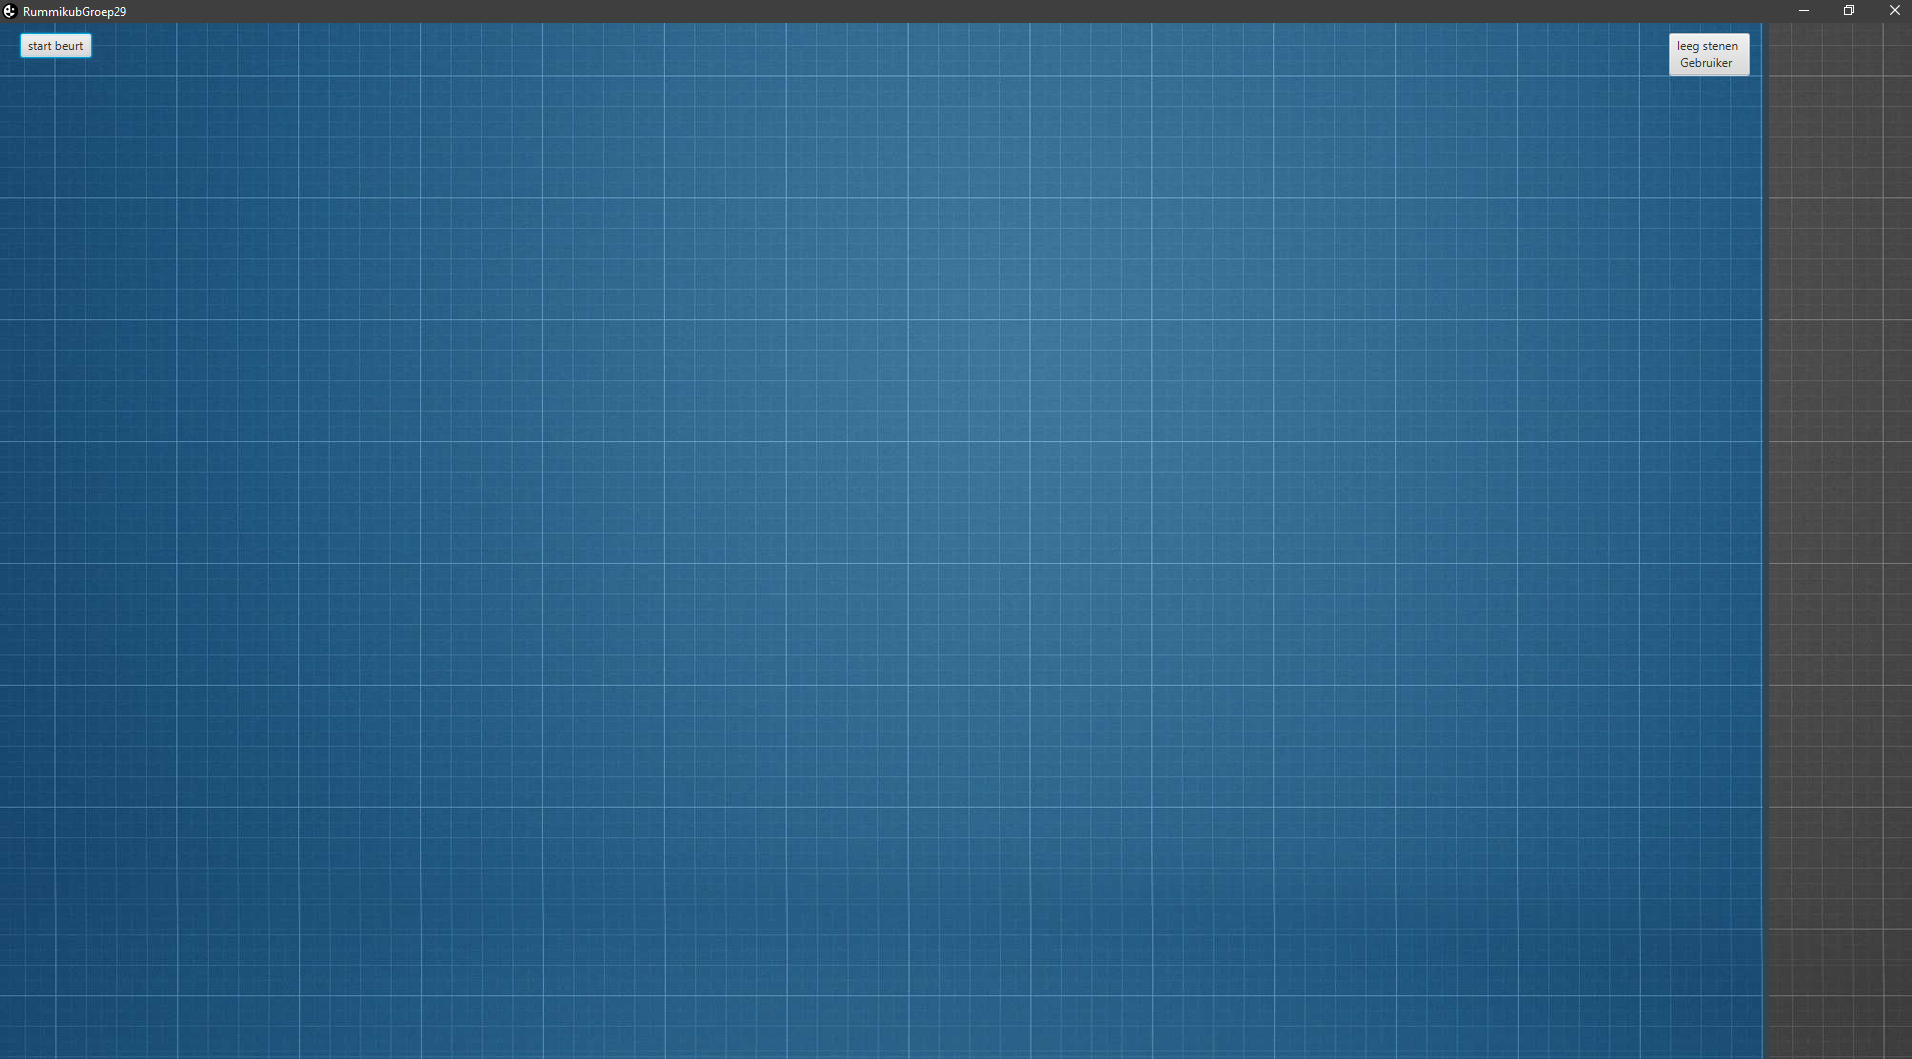 RummikubGroep29
start beurt
leeg stenen
Gebruiker